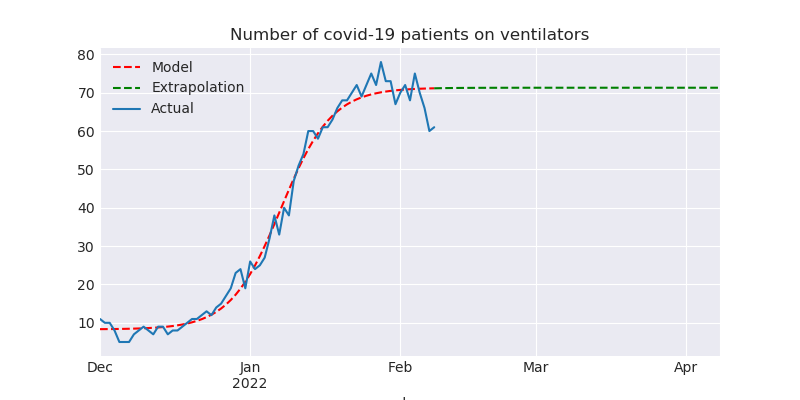 Number of covid-19 patients on ventilators
Model
Extrapolation
Actual
80
70
60
50
40
30
20
10
Dec
Jan
Feb
Mar
Apr
2022